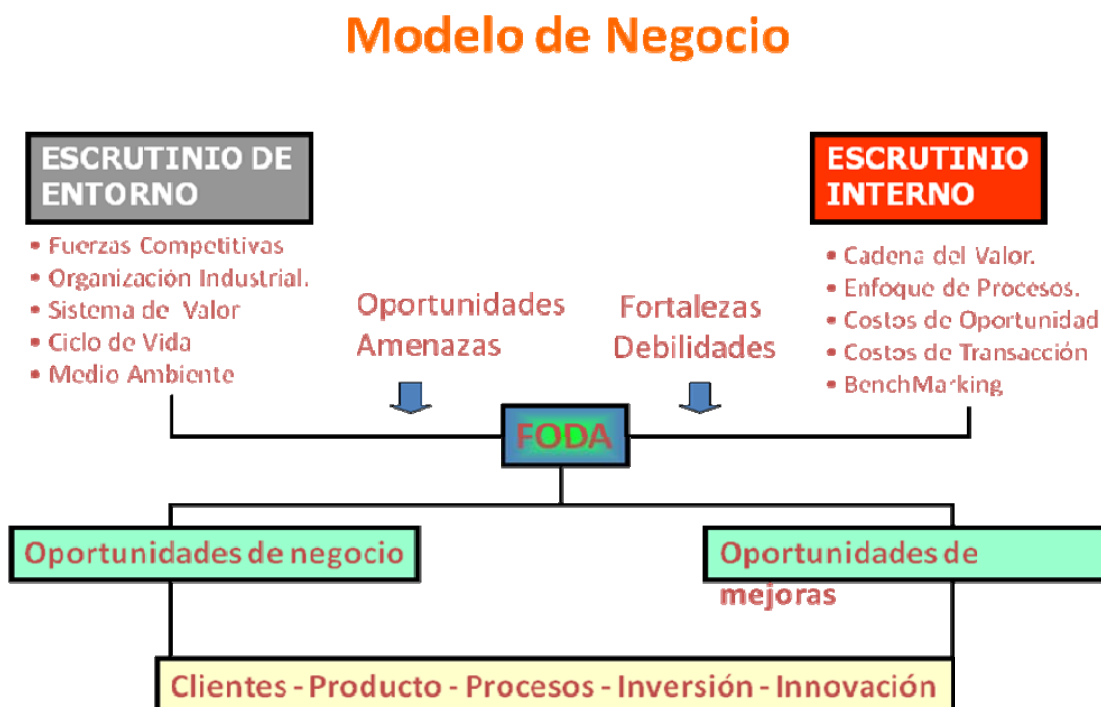 Modelo de Negocio
ESCRUTINIO DE
ENTORNO
• Fuerzas Competitivas
• Organización Industrial.
• Sistema de Valor
• Ciclo de Vida
• Medio Ambiente
Oportunidades
Amenazas
Fortalezas
Debilidades
ESCRUTINIO
INTERNO
• Cadena del Valor.
• Enfoque de Procesos.
• Costos de Oportunidad
• Costos de Transacción
• BenchMarking
FODA
Oportunidades de negocio
Oportunidades de
mejoras
Clientes - Producto - Procesos - Inversión - Innovación